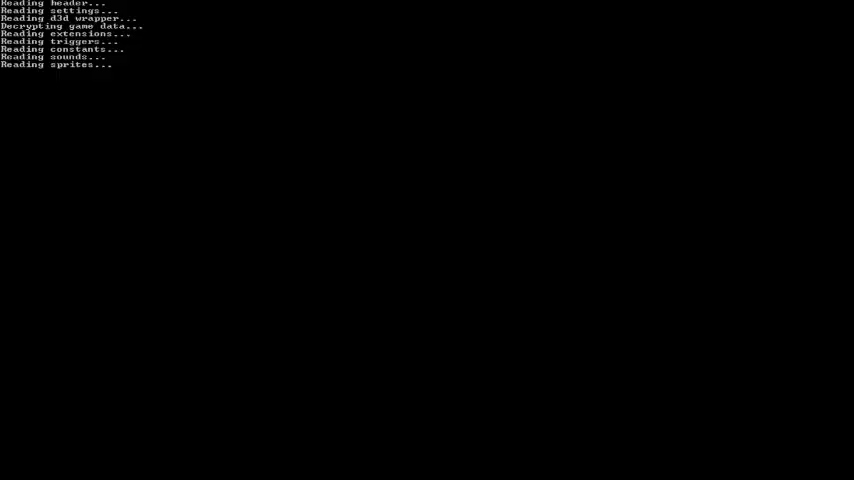 Reading header...
Reading settings...
Reading d3d wrapper...
Decrypting game data...
Reading extensions...
Reading triggers...
Reading constants...
Reading sounds...
Reading sprites...